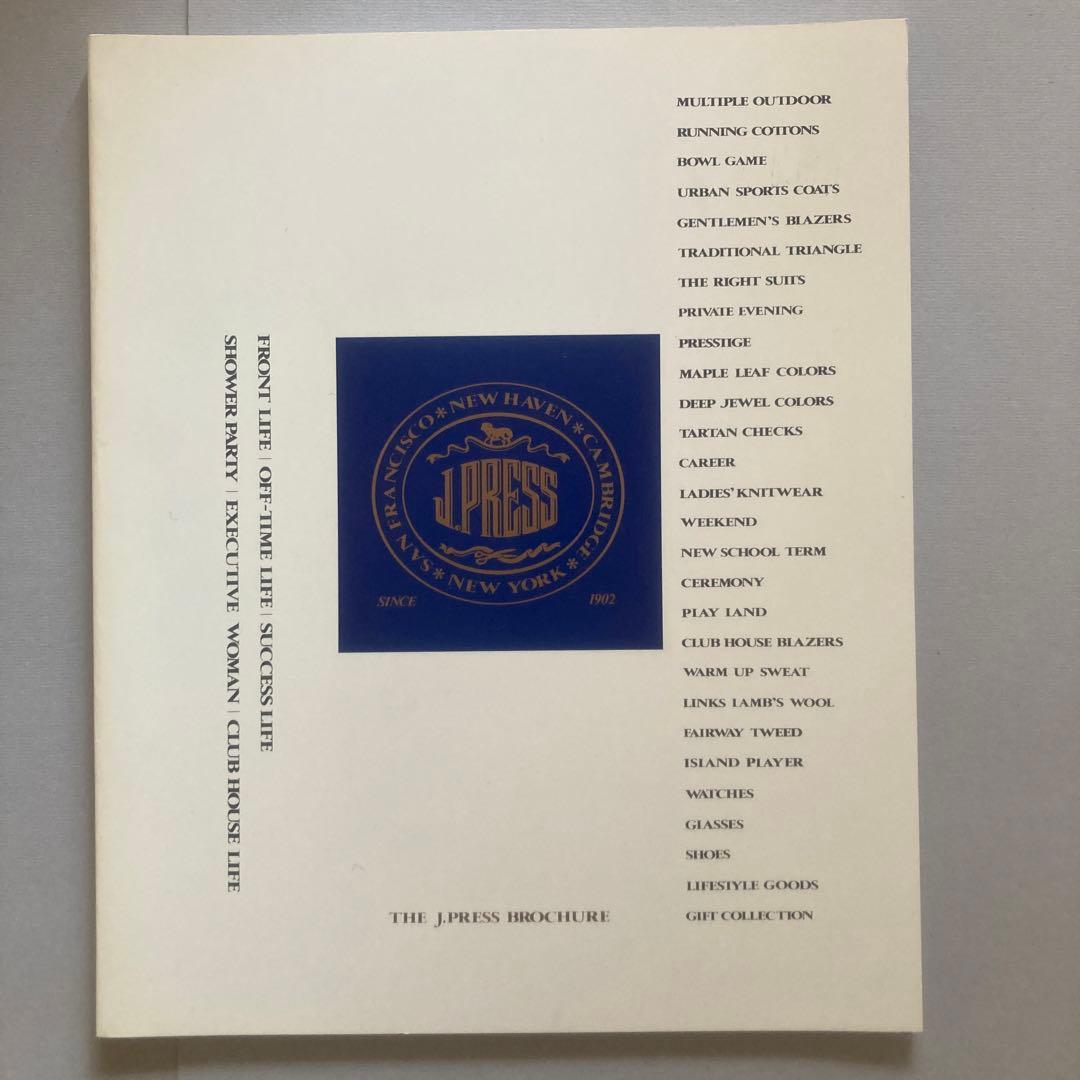 MULTIPLE OUTDOOR
RUNNING COTTONS
BOWL GAME
URBAN SPORTS COATS
GENTLEMEN'S BLAZERS
TRADITIONAL TRIANGLE
THE RIGHT SUITS
PRIVATE EVENING
PRESSTIGE
MAPLE LEAF COLORS
DEEP JEWEL COLORS
TARTAN CHECKS
CAREER
LADIES' KNITWEAR
WEEKEND
NEW SCHOOL TERM
CEREMONY
PLAY LAND
CLUB HOUSE BLAZERS
WARM UP SWEAT
LINKS LAMB'S WOOL
FAIRWAY TWEED
ISLAND PLAYER
WATCHES
GLASSES
SHOES
LIFESTYLE GOODS
GIFT COLLECTION
FRONT LIFE | OFF-TIME LIFE | SUCCESS LIFE
SHOWER PARTY | EXECUTIVE WOMAN | CLUB HOUSE LIFE
SAN FRANCISCO * NEW HAVEN * CAMBRIDGE * NEW YORK *
J.PRESS
SINCE 1902
THE J.PRESS BROCHURE